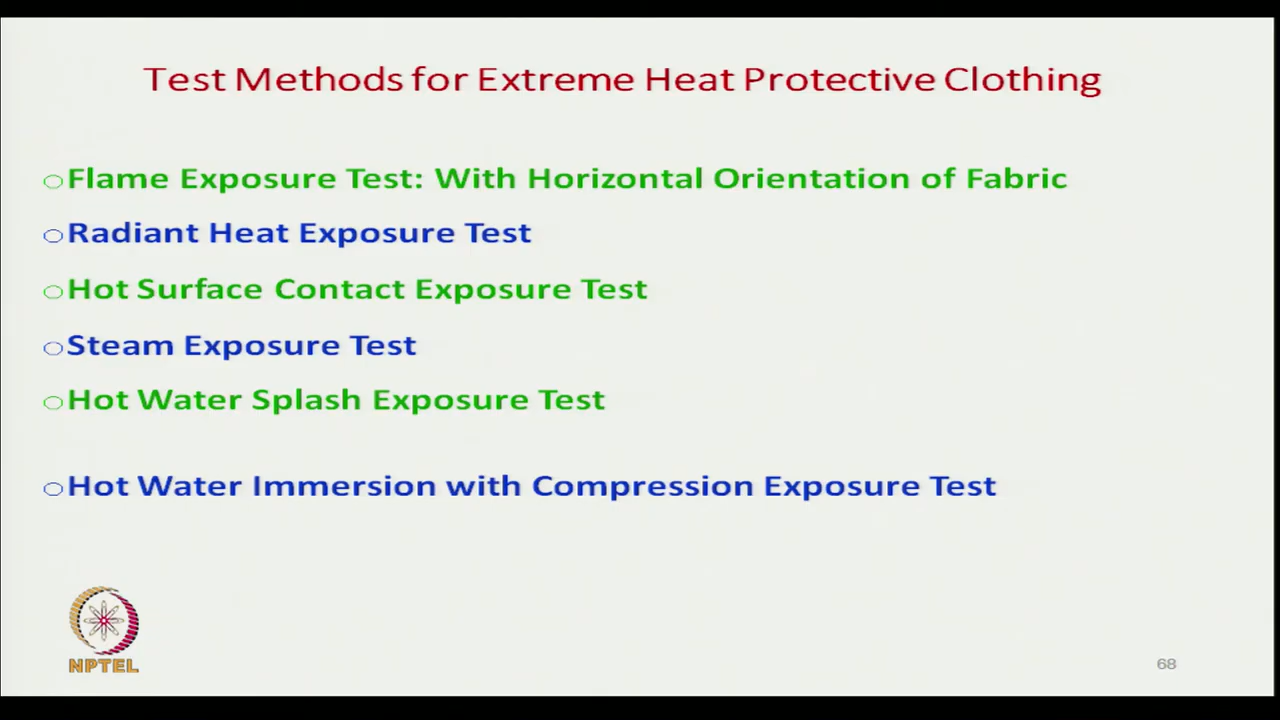 Test Methods for Extreme Heat Protective Clothing
○Flame Exposure Test: With Horizontal Orientation of Fabric
○Radiant Heat Exposure Test
○Hot Surface Contact Exposure Test
○Steam Exposure Test
○Hot Water Splash Exposure Test
○Hot Water Immersion with Compression Exposure Test
NPTEL
68